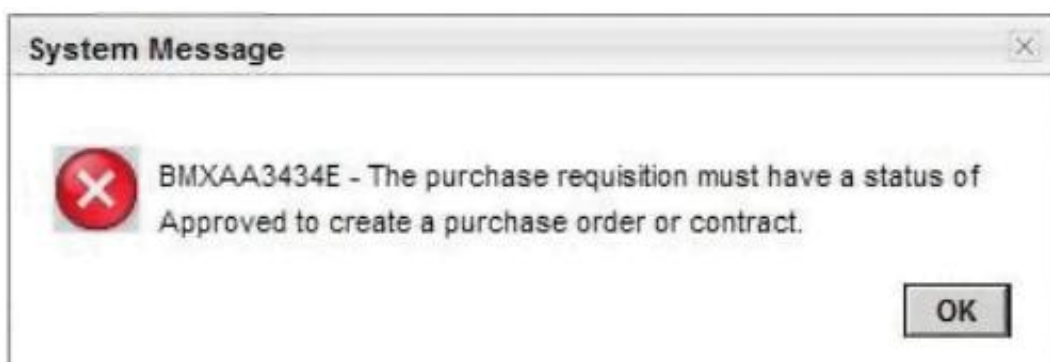 System Message
BMXAA3434E - The purchase requisition must have a status of
Approved to create a purchase order or contract.
OK